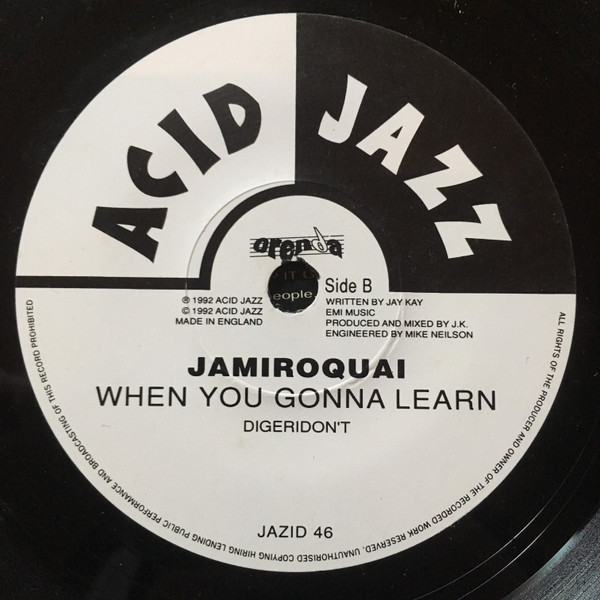 ACID JAZZ
orenda
IT G
eople
Side B
℗ 1992 ACID JAZZ
© 1992 ACID JAZZ
MADE IN ENGLAND
WRITTEN BY JAY KAY
EMI MUSIC
PRODUCED AND MIXED BY J.K.
ENGINEERED BY MIKE NEILSON
JAMIROQUAI
WHEN YOU GONNA LEARN
DIGERIDON'T
JAZID 46
ALL RIGHTS OF THE PRODUCER AND OWNER OF THE RECORDED WORK RESERVED. UNAUTHORISED COPYING HIRING LENDING PUBLIC PERFORMANCE AND BROADCASTING OF THIS RECORD PROHIBITED